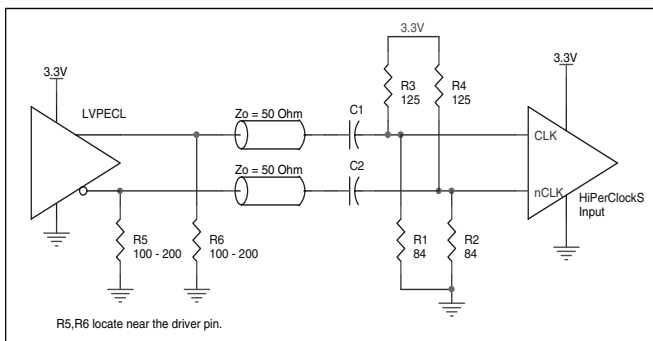 3.3V
3.3V
3.3V
LVPECL
R3
125
R4
125
Zo = 50 Ohm
C1
CLK
Zo = 50 Ohm
C2
nCLK
HiPerClockS
Input
R5
100 - 200
R6
100 - 200
R1
84
R2
84
R5,R6 locate near the driver pin.